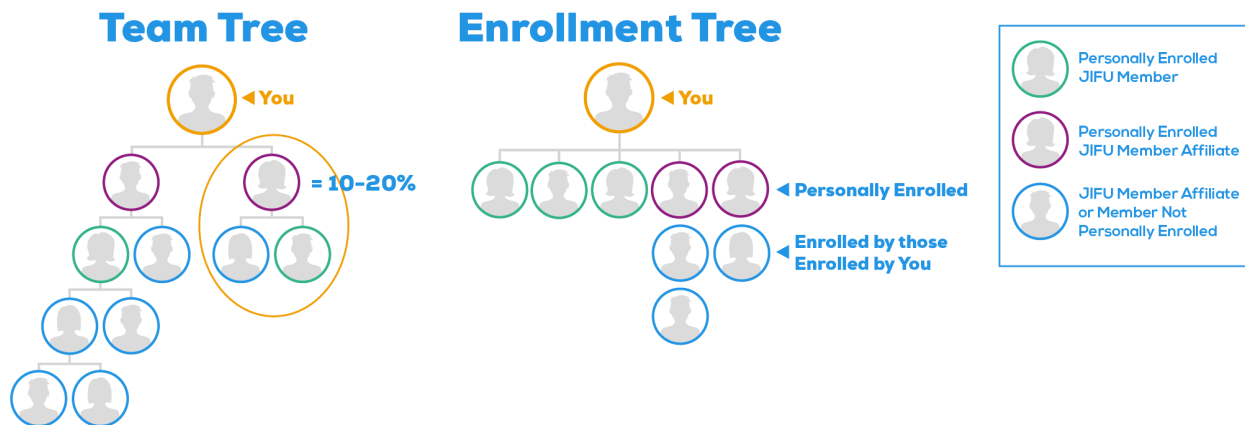 Team Tree
You
= 10-20%
Enrollment Tree
You
Personally Enrolled
Enrolled by those
Enrolled by You
Personally Enrolled
JIFU Member
Personally Enrolled
JIFU Member Affiliate
JIFU Member Affiliate
or Member Not
Personally Enrolled